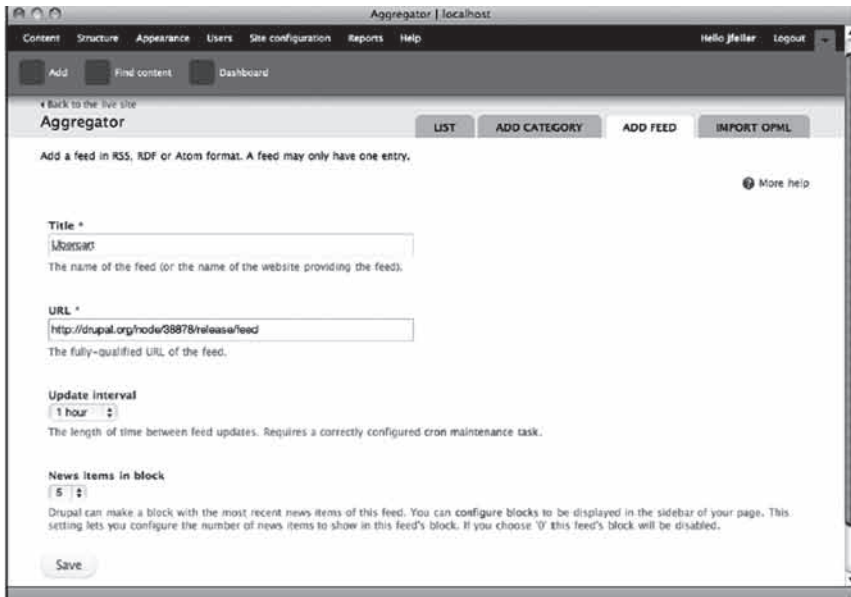 Aggregator | localhost
Content Structure Appearance Users Site configuration Reports Help Hello jfeller Logout
Add Find content Dashboard
Back to the live site
Aggregator
LIST ADD CATEGORY ADD FEED IMPORT OPML
Add a feed in RSS, RDF or Atom format. A feed may only have one entry.
? More help
Title *
Ubercart
The name of the feed (or the name of the website providing the feed).
URL *
http://drupal.org/node/38878/release/feed
The fully-qualified URL of the feed.
Update interval
1 hour
The length of time between feed updates. Requires a correctly configured cron maintenance task.
News items in block
5
Drupal can make a block with the most recent news items of this feed. You can configure blocks to be displayed in the sidebar of your page. This
setting lets you configure the number of news items to show in this feed's block. If you choose '0' this feed's block will be disabled.
Save